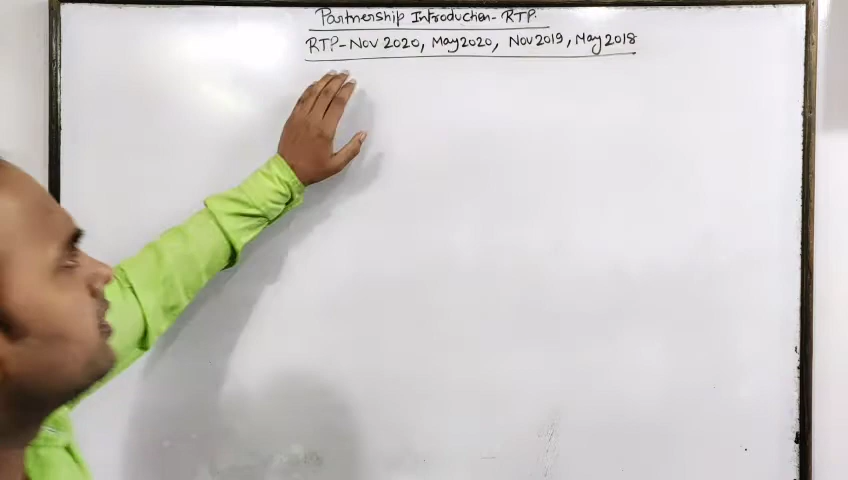 Partnership Introduction - RTP.
RTP-Nov 2020, May 2020, Nov 2019, May 2018